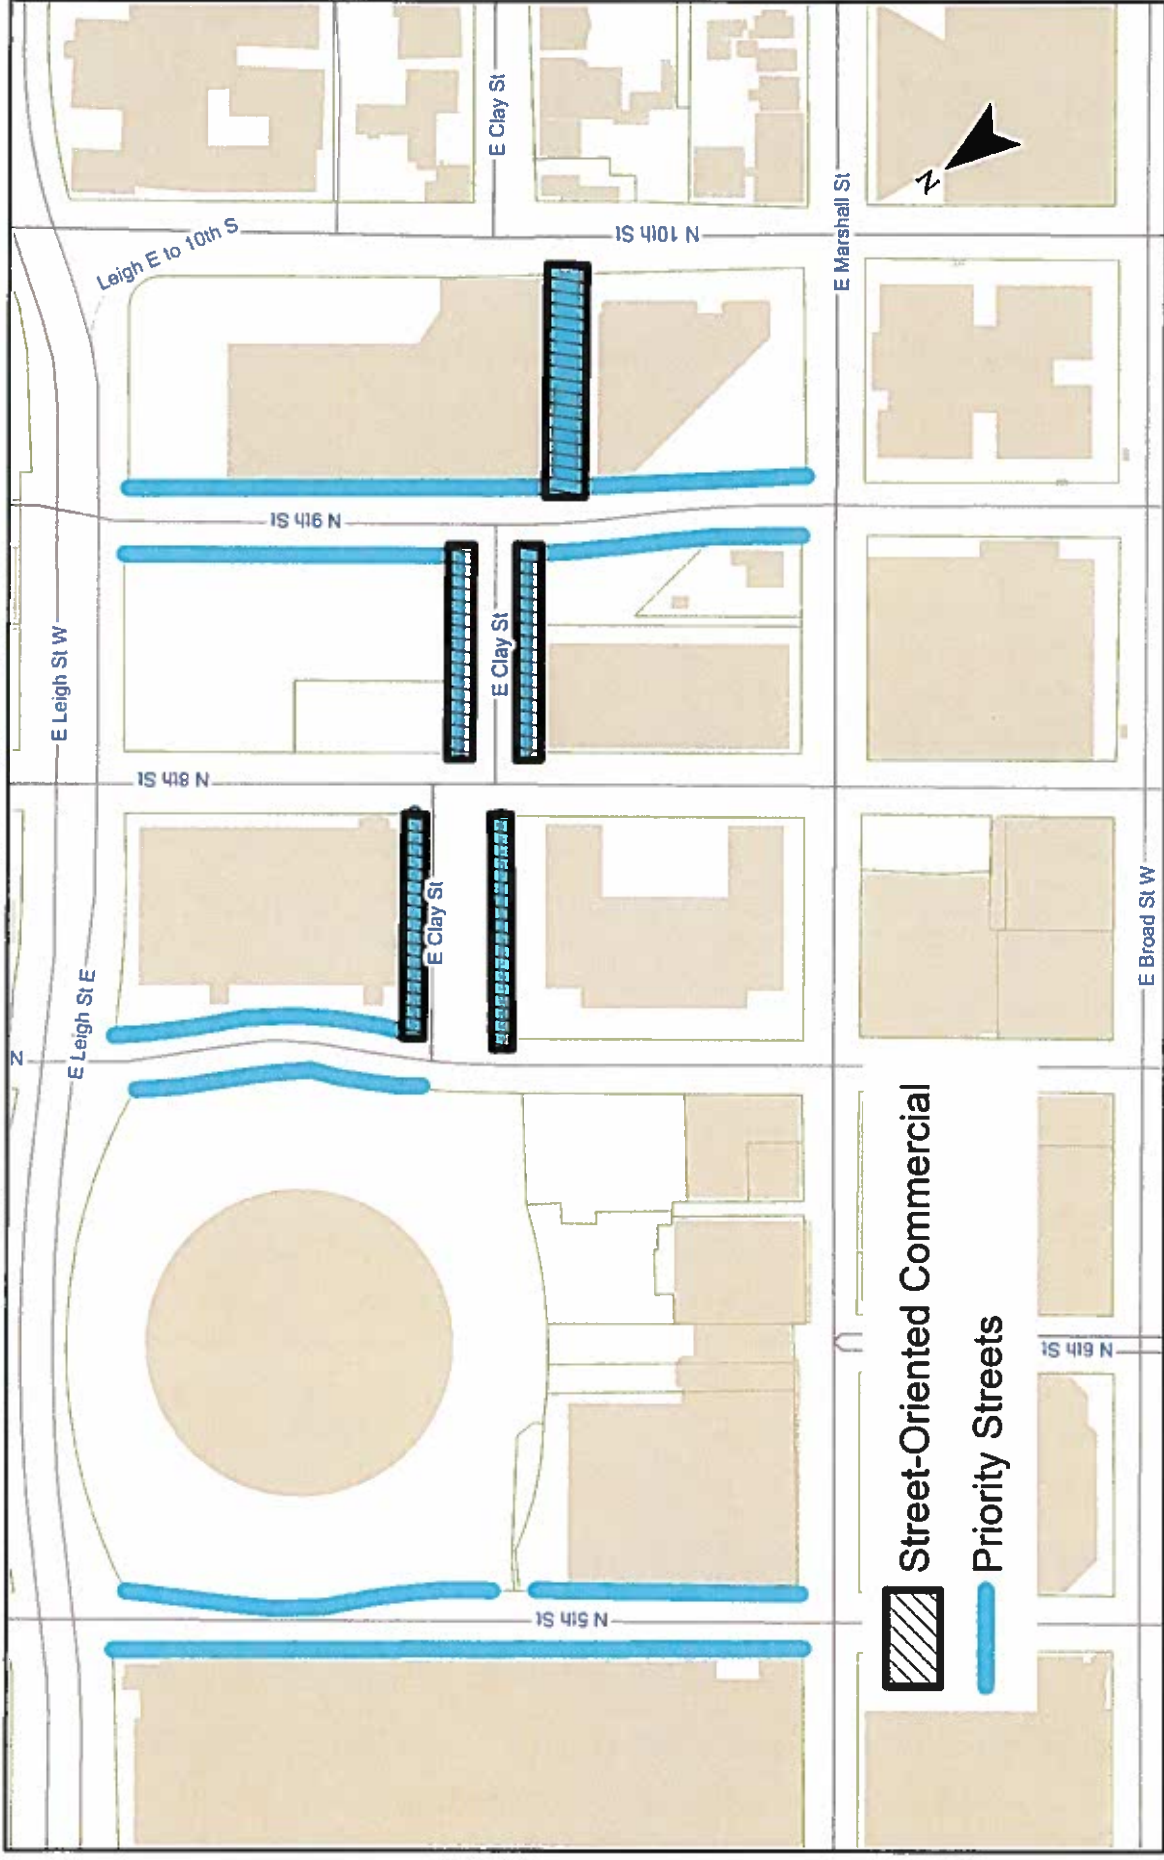 E Leigh St W
E Leigh St E
Leigh E to 10th S
N
N 5th St
N 6th St
N 8th St
N 9th St
N 10th St
E Clay St
E Clay St
E Clay St
E Marshall St
E Broad St W
N
Street-Oriented Commercial
Priority Streets